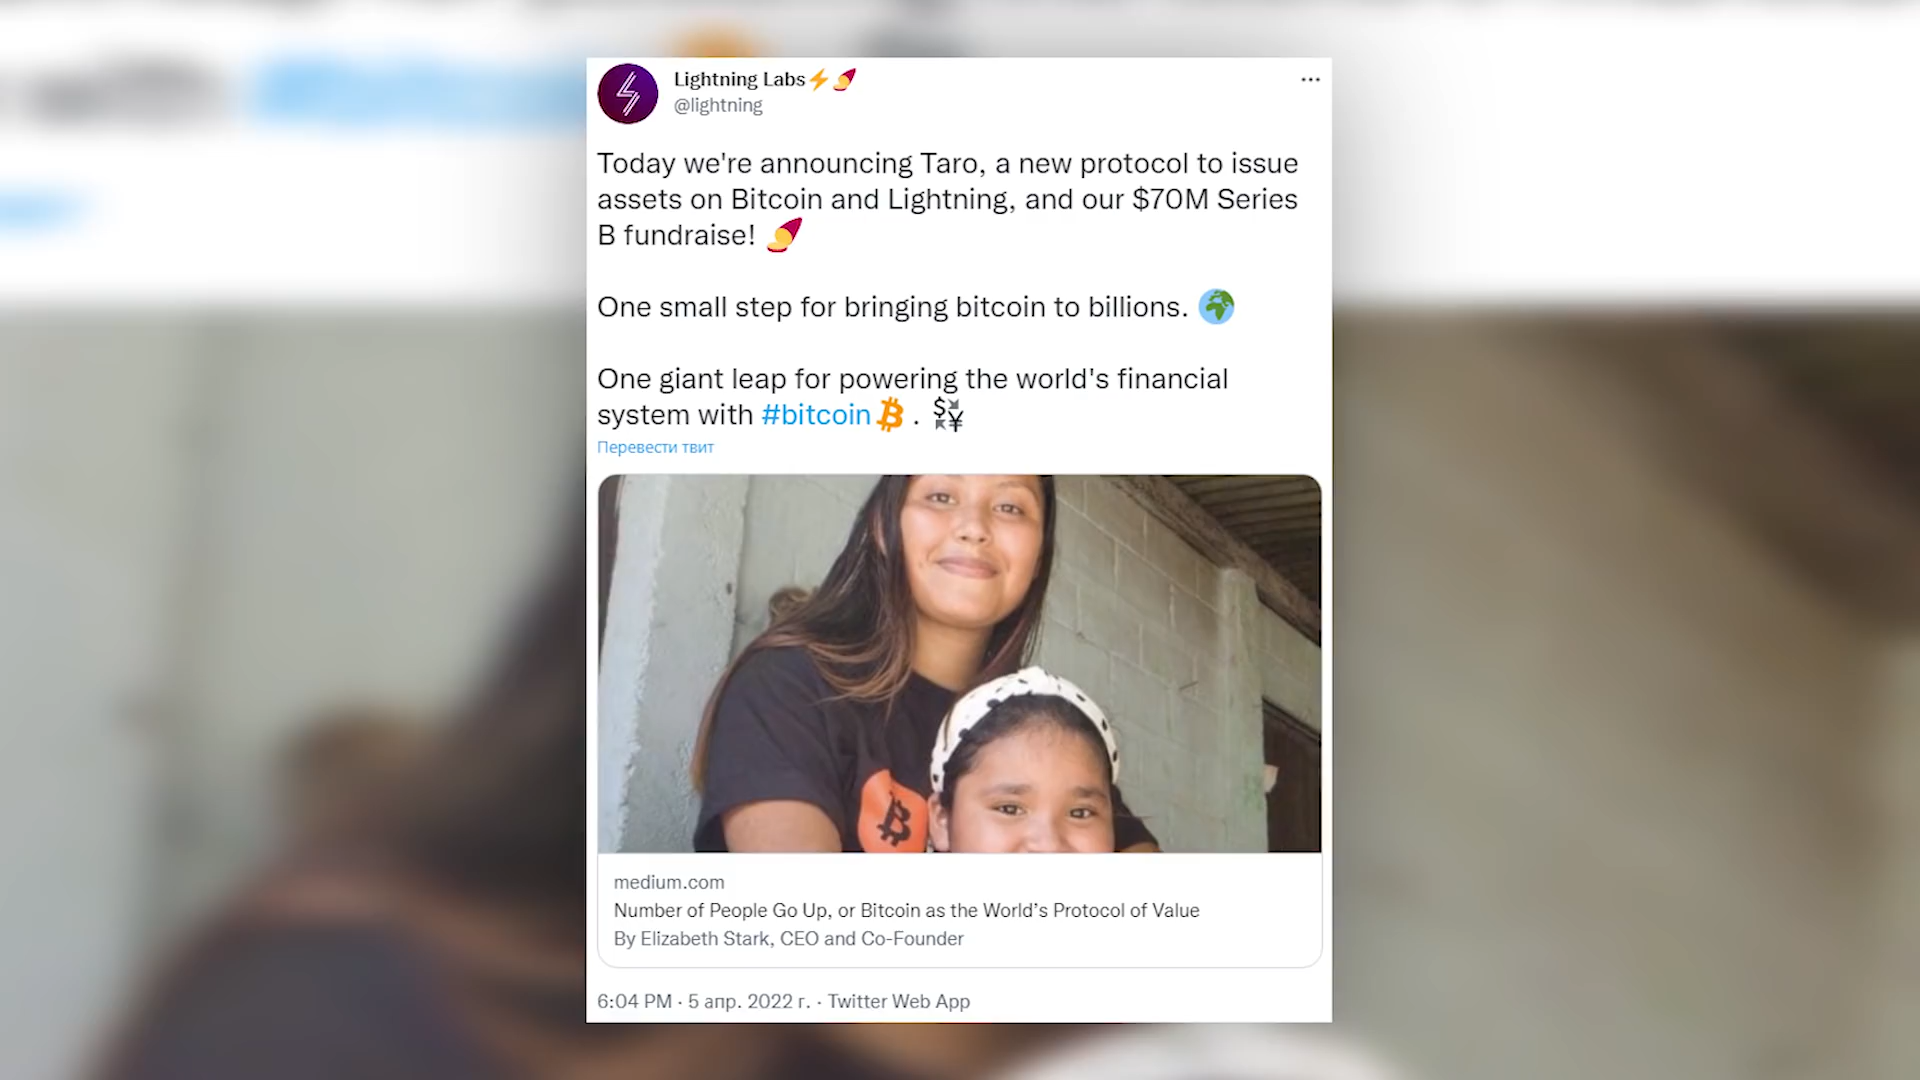 Lightning Labs⚡🍠
@lightning
Today we're announcing Taro, a new protocol to issue
assets on Bitcoin and Lightning, and our $70M Series
B fundraise! 🍠
One small step for bringing bitcoin to billions. 🌍
One giant leap for powering the world's financial
system with #bitcoin . 💱
Перевести твит
medium.com
Number of People Go Up, or Bitcoin as the World’s Protocol of Value
By Elizabeth Stark, CEO and Co-Founder
6:04 PM · 5 апр. 2022 г. · Twitter Web App